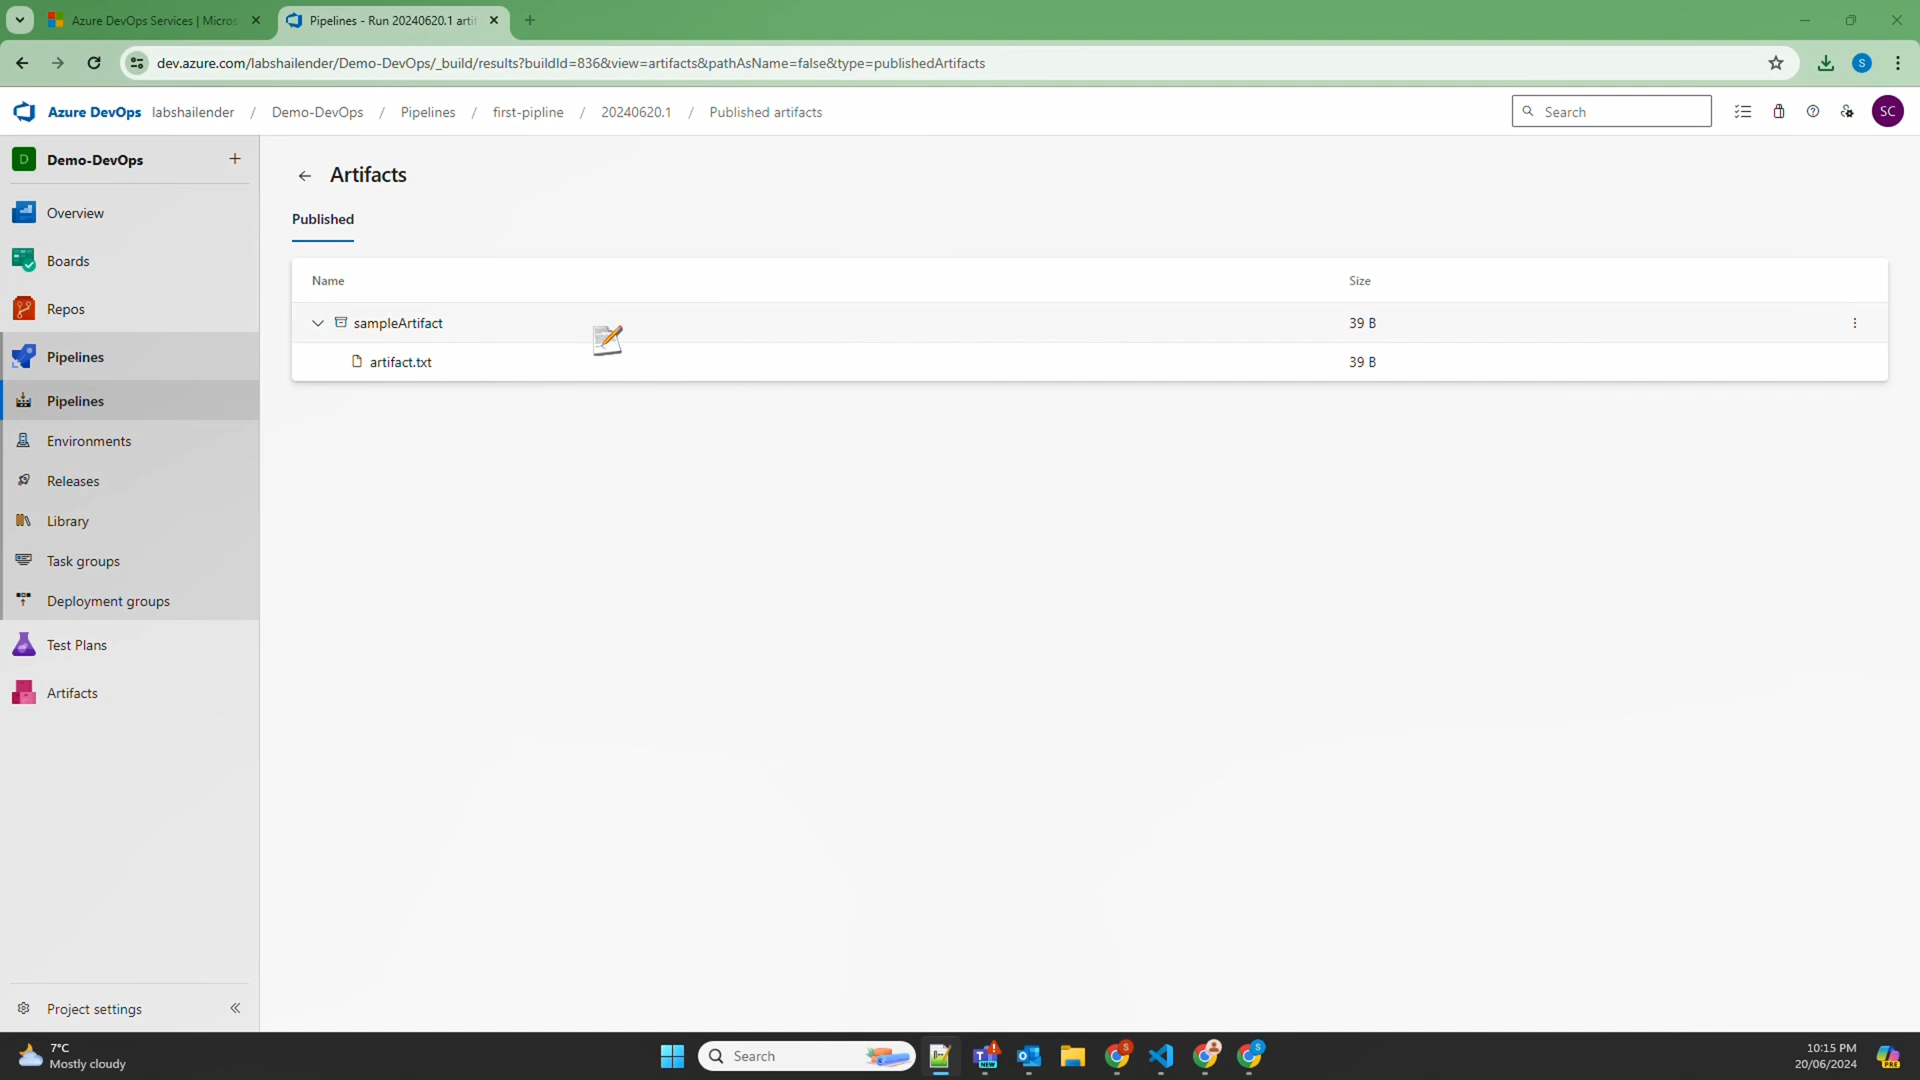 Azure DevOps Services | Micros
Pipelines - Run 20240620.1 arti
dev.azure.com/labshailender/Demo-DevOps/_build/results?buildId=836&view=artifacts&pathAsName=false&type=publishedArtifacts
S
Azure DevOps labshailender / Demo-DevOps / Pipelines / first-pipline / 20240620.1 / Published artifacts
Search
SC
D Demo-DevOps
Overview
Boards
Repos
Pipelines
Pipelines
Environments
Releases
Library
Task groups
Deployment groups
Test Plans
Artifacts
Project settings
Artifacts
Published
Name Size
sampleArtifact 39 B
artifact.txt 39 B
7°C
Mostly cloudy
Search
NEW
S
S
10:15 PM
20/06/2024
PRE